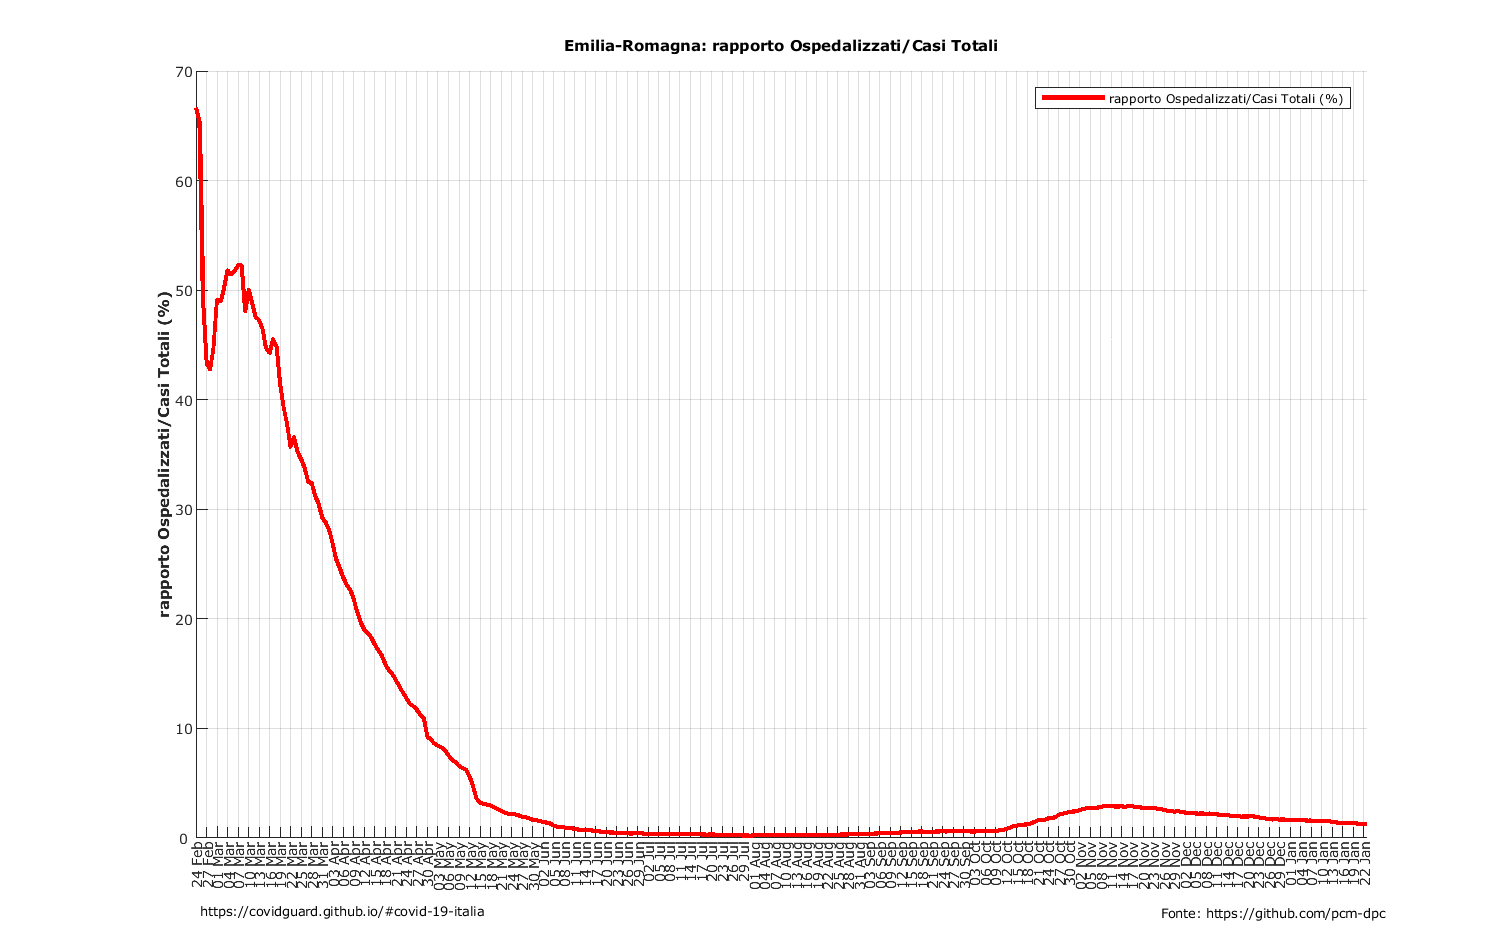 Emilia-Romagna: rapporto Ospedalizzati/Casi Totali
rapporto Ospedalizzati/Casi Totali (%)
rapporto Ospedalizzati/Casi Totali (%)
70
60
50
40
30
20
10
0
24 Feb
27 Feb
01 Mar
04 Mar
07 Mar
10 Mar
13 Mar
16 Mar
19 Mar
22 Mar
25 Mar
28 Mar
31 Mar
03 Apr
06 Apr
09 Apr
12 Apr
15 Apr
18 Apr
21 Apr
24 Apr
27 Apr
30 Apr
03 May
06 May
09 May
12 May
15 May
18 May
21 May
24 May
27 May
30 May
02 Jun
05 Jun
08 Jun
11 Jun
14 Jun
17 Jun
20 Jun
23 Jun
26 Jun
29 Jun
02 Jul
05 Jul
08 Jul
11 Jul
14 Jul
17 Jul
20 Jul
23 Jul
26 Jul
29 Jul
01 Aug
04 Aug
07 Aug
10 Aug
13 Aug
16 Aug
19 Aug
22 Aug
25 Aug
28 Aug
31 Aug
03 Sep
06 Sep
09 Sep
12 Sep
15 Sep
18 Sep
21 Sep
24 Sep
27 Sep
30 Sep
03 Oct
06 Oct
09 Oct
12 Oct
15 Oct
18 Oct
21 Oct
24 Oct
27 Oct
30 Oct
02 Nov
05 Nov
08 Nov
11 Nov
14 Nov
17 Nov
20 Nov
23 Nov
26 Nov
29 Nov
02 Dec
05 Dec
08 Dec
11 Dec
14 Dec
17 Dec
20 Dec
23 Dec
26 Dec
29 Dec
01 Jan
04 Jan
07 Jan
10 Jan
13 Jan
16 Jan
19 Jan
22 Jan
https://covidguard.github.io/#covid-19-italia
Fonte: https://github.com/pcm-dpc